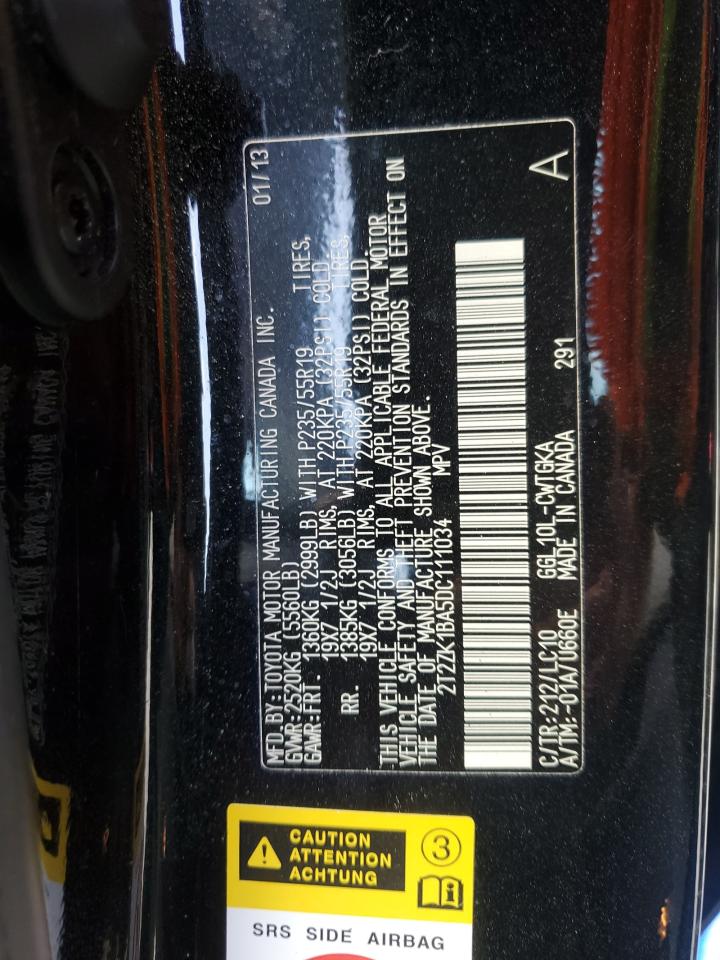 MFD.BY:TOYOTA MOTOR MANUFACTURING CANADA INC. 01/13
GVWR:2520KG (5560LB)
GAWR:FRT. 1360KG (2999LB) WITH P235/55R19 TIRES,
19X7 1/2J RIMS, AT 220KPA (32PSI) COLD
RR. 1385KG (3056LB) WITH P235/55R19 TIRES,
19X7 1/2J RIMS, AT 220KPA (32PSI) COLD.
THIS VEHICLE CONFORMS TO ALL APPLICABLE FEDERAL MOTOR
VEHICLE SAFETY AND THEFT PREVENTION STANDARDS IN EFFECT ON
THE DATE OF MANUFACTURE SHOWN ABOVE.
2T2ZK1BA5DC111034 MPV
C/TR:212/LC10 GGL10L-CWTGKA 291
A/TM:-01A/U660E MADE IN CANADA
A
CAUTION
ATTENTION
ACHTUNG
3
SRS SIDE AIRBAG